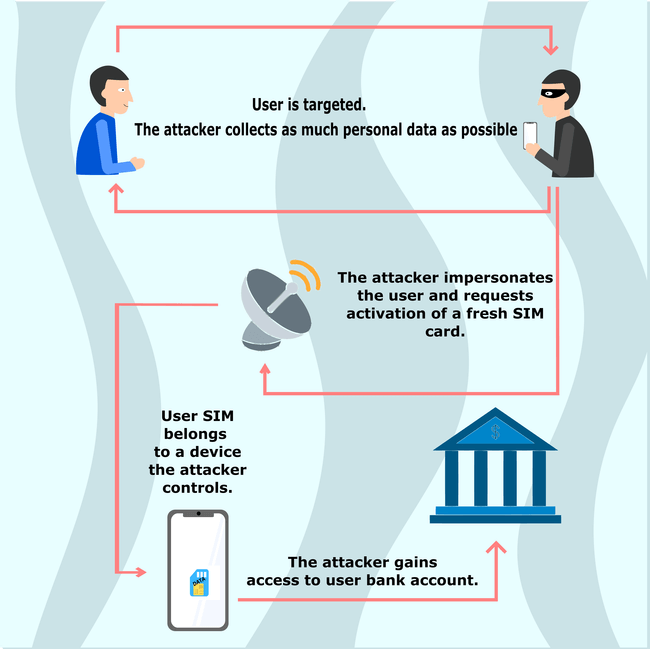 User is targeted.
The attacker collects as much personal data as possible
The attacker impersonates
the user and requests
activation of a fresh SIM
card.
User SIM
belongs
to a device
the attacker
controls.
$
DATA
The attacker gains
access to user bank account.